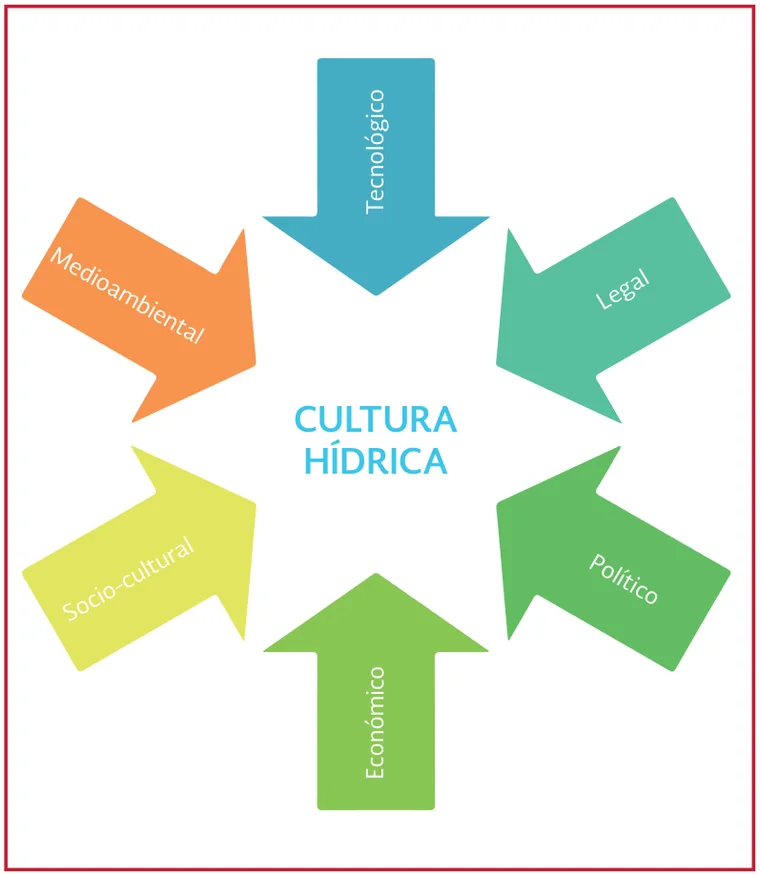 Tecnológico
Medioambiental
Legal
CULTURA
HÍDRICA
Socio-cultural
Político
Económico